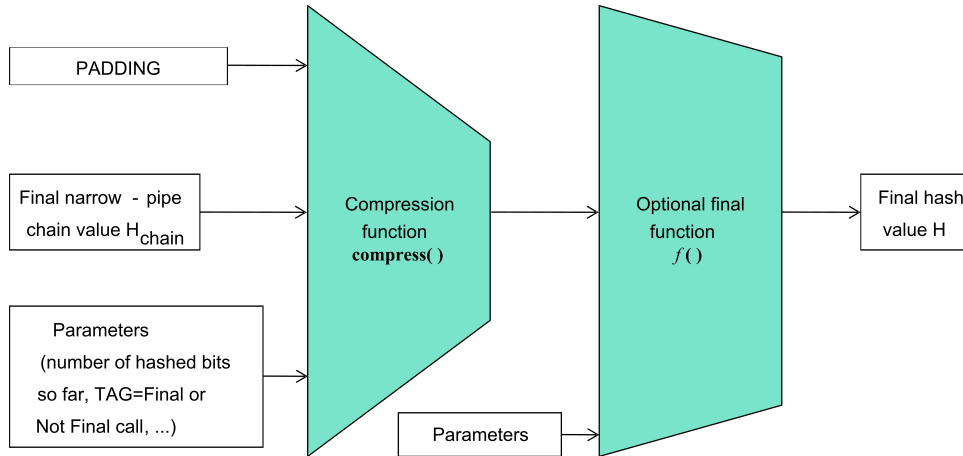 PADDING
Final narrow - pipe
chain value H_chain
Parameters
(number of hashed bits
so far, TAG=Final or
Not Final call, ...)
Compression
function
compress( )
Optional final
function
f ( )
Parameters
Final hash
value H